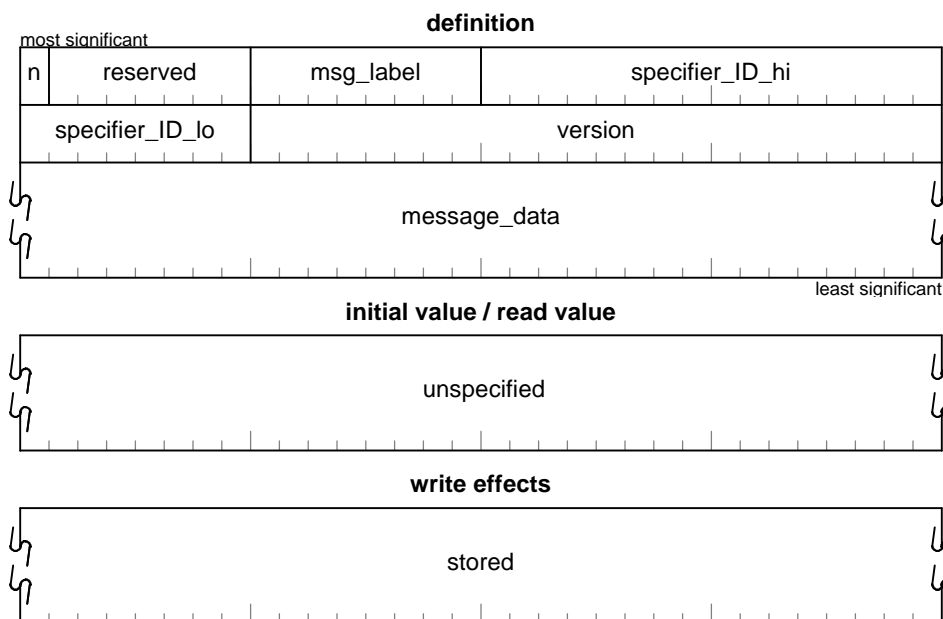 definition
most significant
n reserved msg_label specifier_ID_hi
specifier_ID_lo version
message_data
least significant
initial value / read value
unspecified
write effects
stored